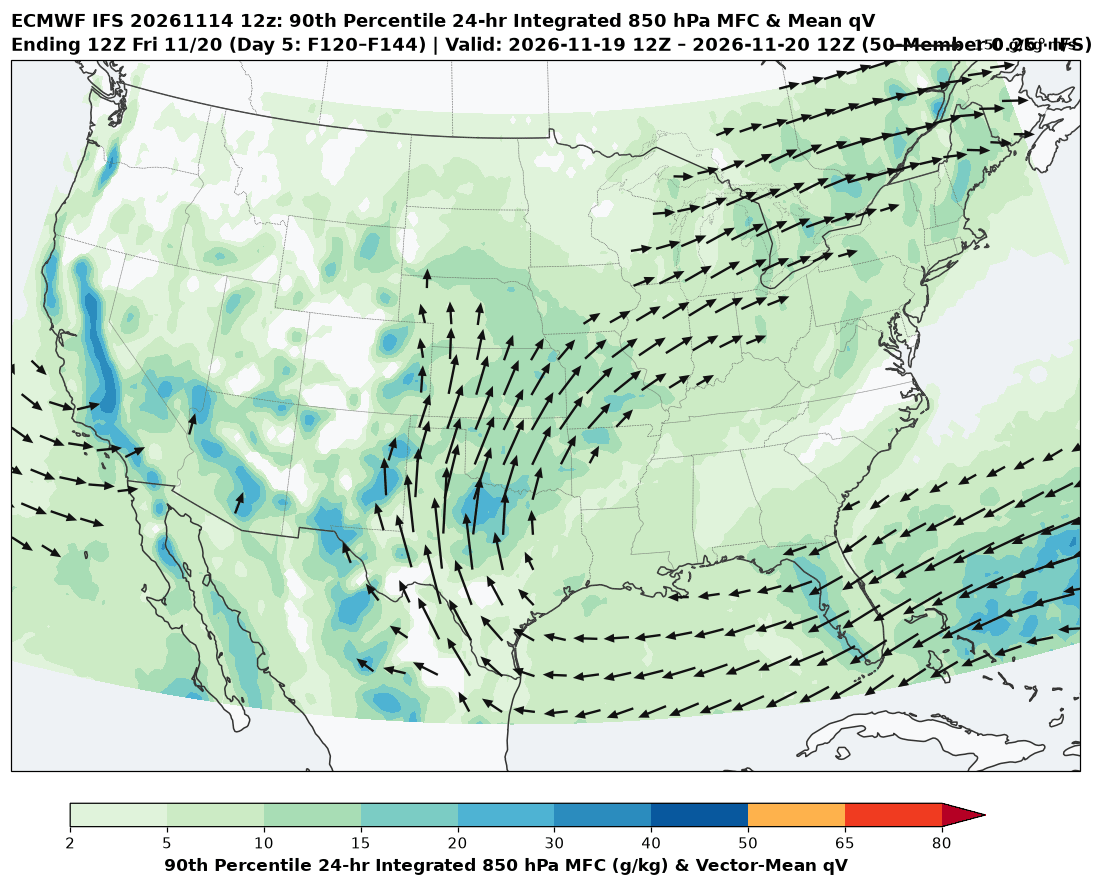 ECMWF IFS 20261114 12z: 90th Percentile 24-hr Integrated 850 hPa MFC & Mean qV
Ending 12Z Fri 11/20 (Day 5: F120–F144) | Valid: 2026-11-19 12Z – 2026-11-20 12Z (50-Member 0.25° IFS)
2 5 10 15 20 30 40 50 65 80
90th Percentile 24-hr Integrated 850 hPa MFC (g/kg) & Vector-Mean qV